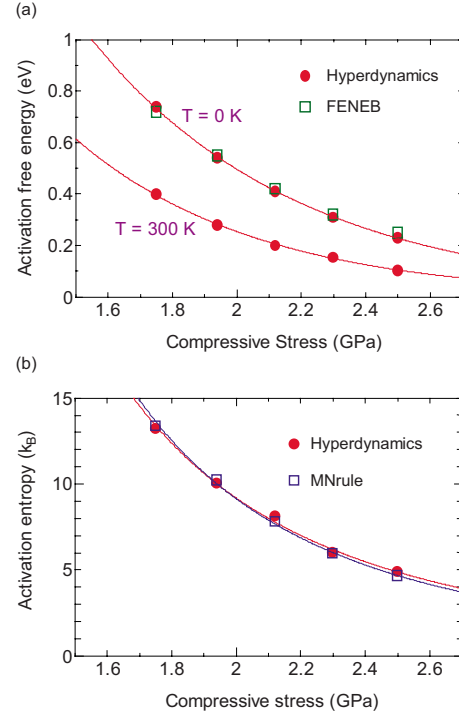 (a)
1
0.8
0.6
0.4
0.2
0
Activation free energy (eV)
Hyperdynamics
FENEB
T = 0 K
T = 300 K
1.6 1.8 2 2.2 2.4 2.6
Compressive Stress (GPa)
(b)
15
10
5
0
Activation entropy (kB)
Hyperdynamics
MNrule
1.6 1.8 2 2.2 2.4 2.6
Compressive stress (GPa)